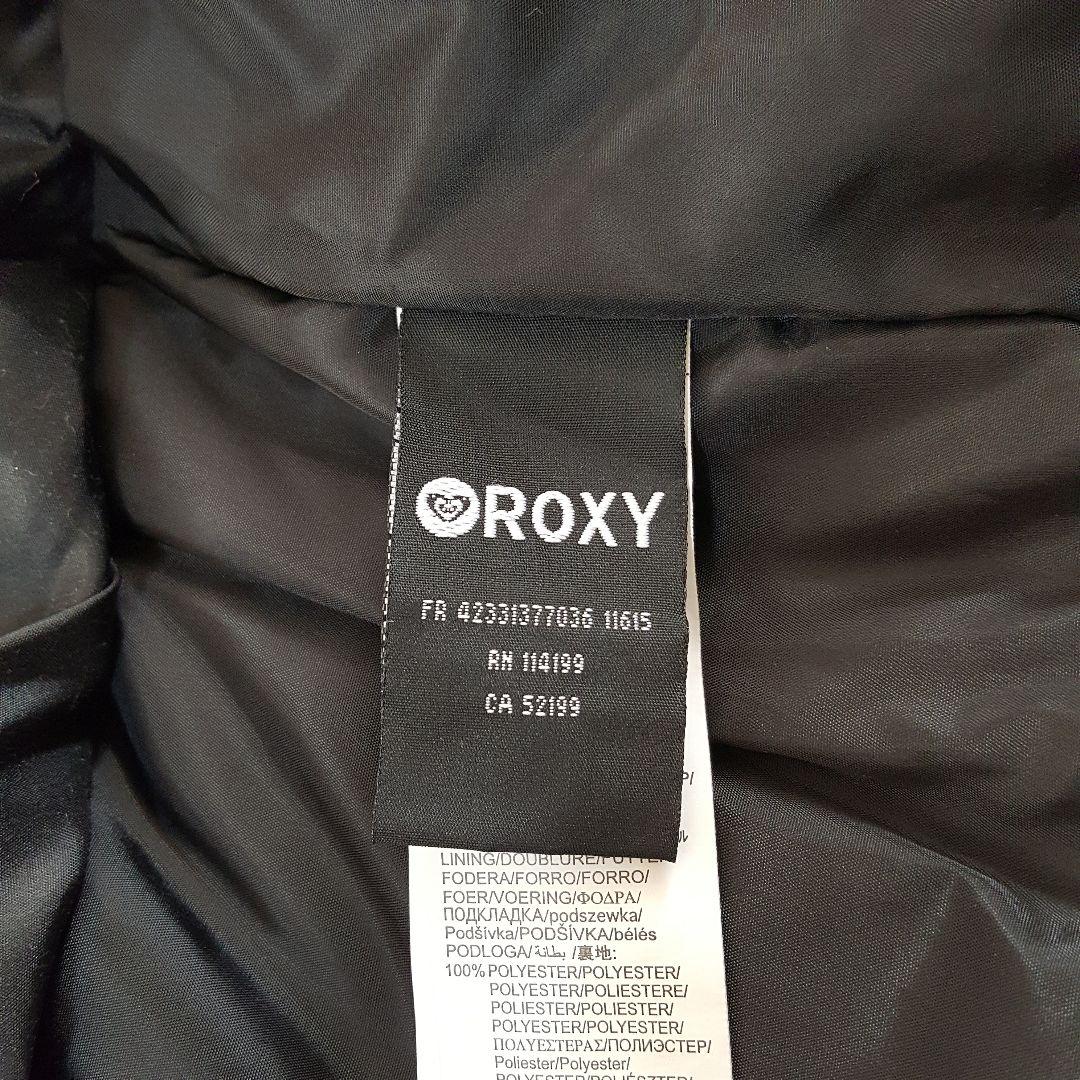 ROXY
FR 42331377036 11615
RN 114199
CA 52199
P/
LINING/DOUBLURE/FUTTER/
FODERA/FORRO/FORRO/
FOER/VOERING/ΦΟΔΡΑ/
ПОДКЛАДКА/podszewka/
Podšívka/PODŠÍVKA/bélés
PODLOGA/بطانة /裏地:
100% POLYESTER/POLYESTER/
POLYESTER/POLIESTERE/
POLIESTER/POLIESTER/
POLYESTER/POLYESTER/
ΠΟΛΥΕΣΤΕΡΑΣ/ПОЛИЭСТЕР/
Poliester/Polyester/
POLYESTER/POLIÉSZTER/